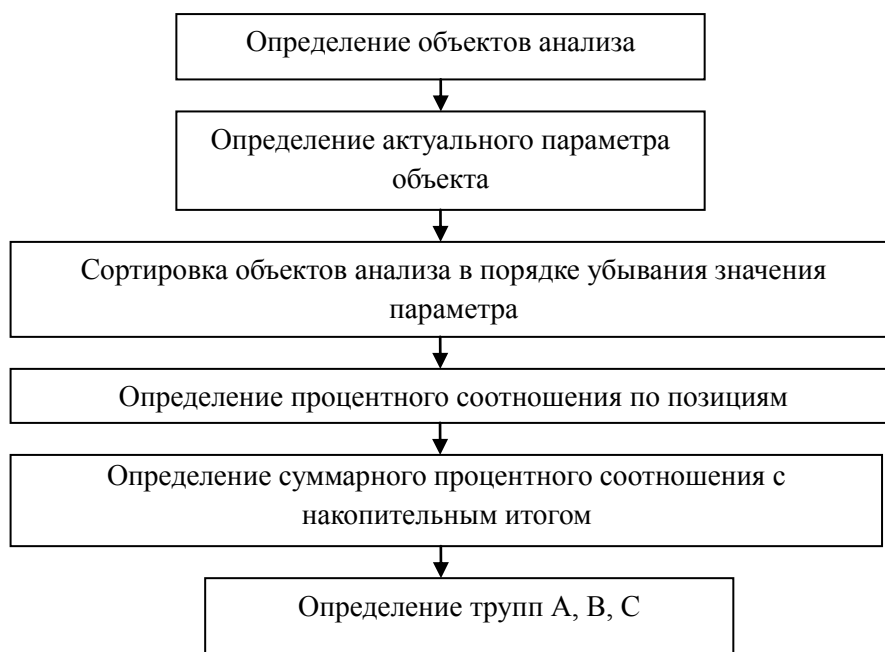 Определение объектов анализа
Определение актуального параметра
объекта
Сортировка объектов анализа в порядке убывания значения
параметра
Определение процентного соотношения по позициям
Определение суммарного процентного соотношения с
накопительным итогом
Определение трупп А, В, С